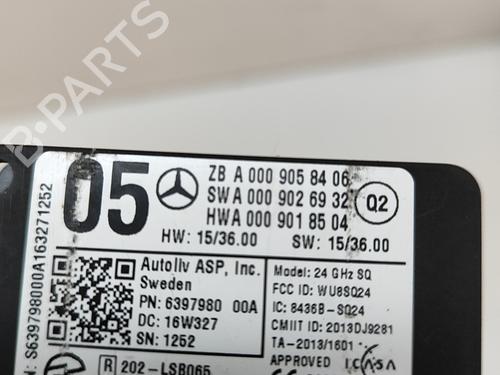 B-PARTS
05
ZB A 000 905 84 06
SW A 000 902 69 32
HW A 000 901 85 04
Q2
HW: 15/36.00 SW: 15/36.00
N: S639798000A163271252
Autoliv ASP, Inc.
Sweden
PN: 6397980 00A
DC: 16W327
SN: 1252
R 202-LSB065
Model: 24 GHz SQ
FCC ID: WU8SQ24
IC: 8436B-SQ24
CMIIT ID: 2013DJ9281
TA-2013/1601
APPROVED ICASA